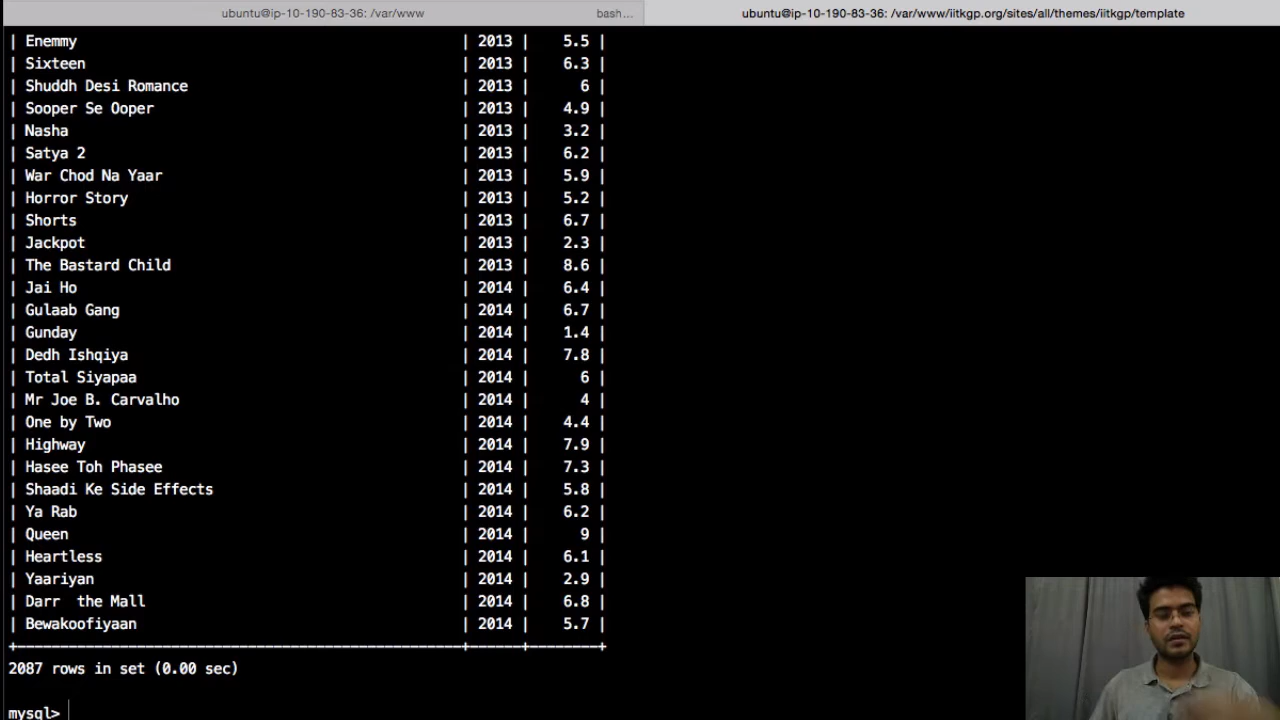 ubuntu@ip-10-190-83-36: /var/www bash... ubuntu@ip-10-190-83-36: /var/www/iitkgp.org/sites/all/themes/iitkgp/template
| Enemmy | 2013 | 5.5 |
| Sixteen | 2013 | 6.3 |
| Shuddh Desi Romance | 2013 | 6 |
| Sooper Se Ooper | 2013 | 4.9 |
| Nasha | 2013 | 3.2 |
| Satya 2 | 2013 | 6.2 |
| War Chod Na Yaar | 2013 | 5.9 |
| Horror Story | 2013 | 5.2 |
| Shorts | 2013 | 6.7 |
| Jackpot | 2013 | 2.3 |
| The Bastard Child | 2013 | 8.6 |
| Jai Ho | 2014 | 6.4 |
| Gulaab Gang | 2014 | 6.7 |
| Gunday | 2014 | 1.4 |
| Dedh Ishqiya | 2014 | 7.8 |
| Total Siyapaa | 2014 | 6 |
| Mr Joe B. Carvalho | 2014 | 4 |
| One by Two | 2014 | 4.4 |
| Highway | 2014 | 7.9 |
| Hasee Toh Phasee | 2014 | 7.3 |
| Shaadi Ke Side Effects | 2014 | 5.8 |
| Ya Rab | 2014 | 6.2 |
| Queen | 2014 | 9 |
| Heartless | 2014 | 6.1 |
| Yaariyan | 2014 | 2.9 |
| Darr  the Mall | 2014 | 6.8 |
| Bewakoofiyaan | 2014 | 5.7 |
2087 rows in set (0.00 sec)
mysql>